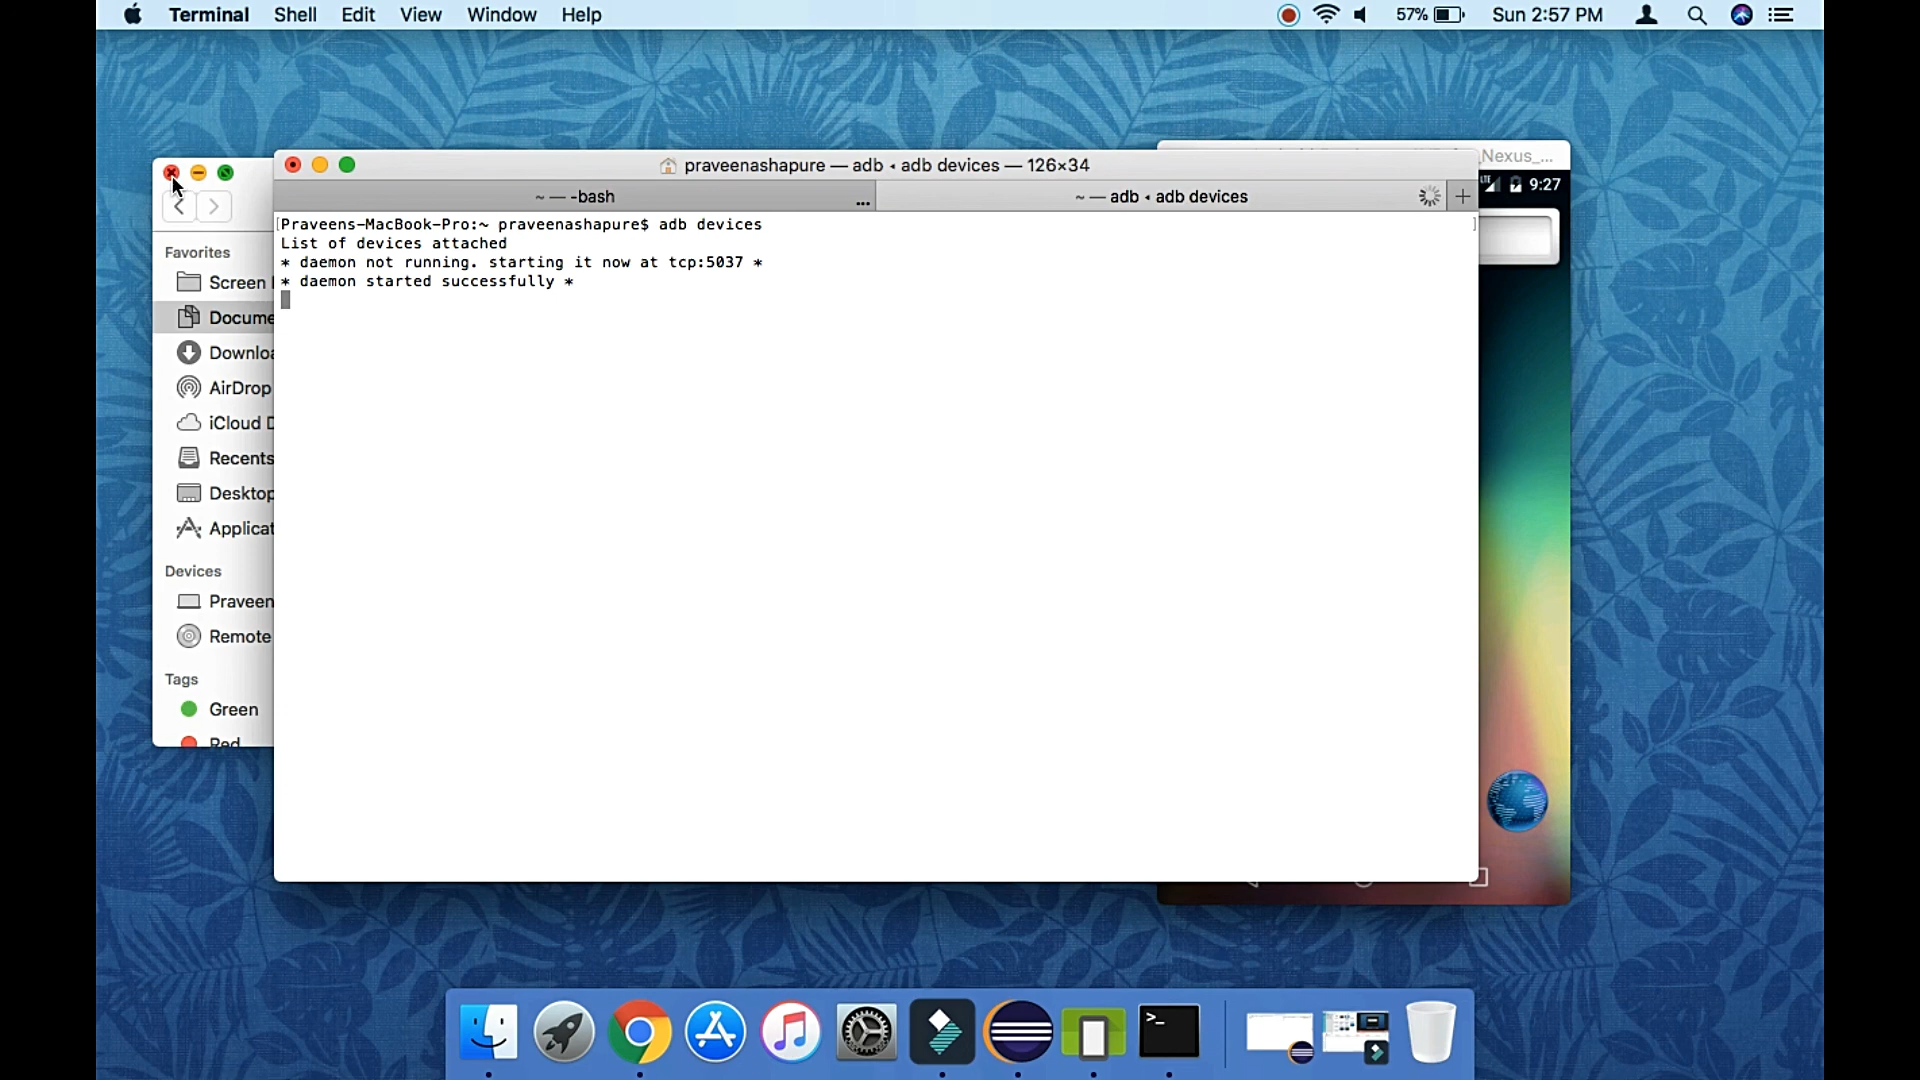 Terminal Shell Edit View Window Help 57% Sun 2:57 PM
Nexus_...
praveenashapure — adb ◂ adb devices — 126×34
9:27
~ — -bash ... ~ — adb ◂ adb devices +
Praveens-MacBook-Pro:~ praveenashapure$ adb devices
List of devices attached
* daemon not running. starting it now at tcp:5037 *
* daemon started successfully *
Favorites
Screen
Docume
Downloa
AirDrop
iCloud D
Recents
Desktop
Applicat
Devices
Praveen
Remote
Tags
Green
Red
>_